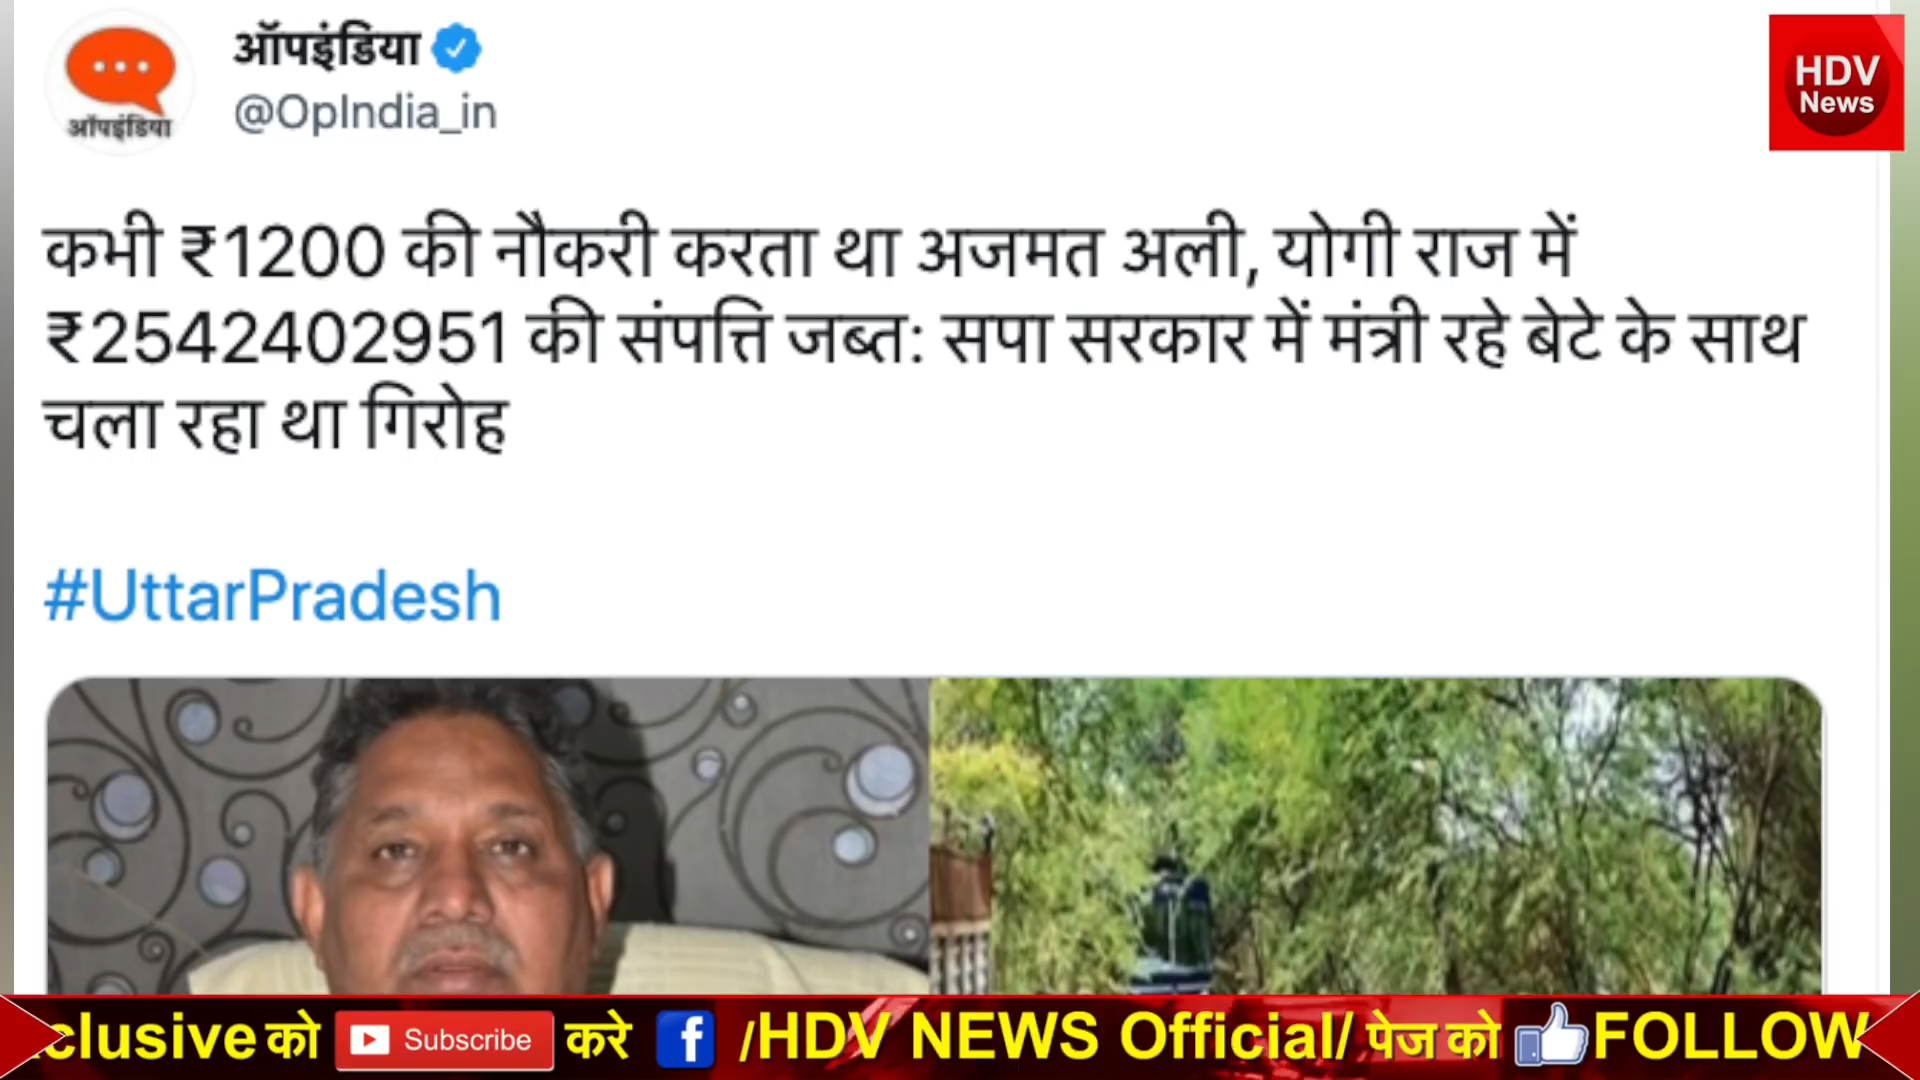 ऑपइंडिया
@OpIndia_in
ऑपइंडिया
HDV
News
कभी ₹1200 की नौकरी करता था अजमत अली, योगी राज में
₹2542402951 की संपत्ति जब्त: सपा सरकार में मंत्री रहे बेटे के साथ
चला रहा था गिरोह
#UttarPradesh
clusive को Subscribe करे f /HDV NEWS Official/ पेज को FOLLOW